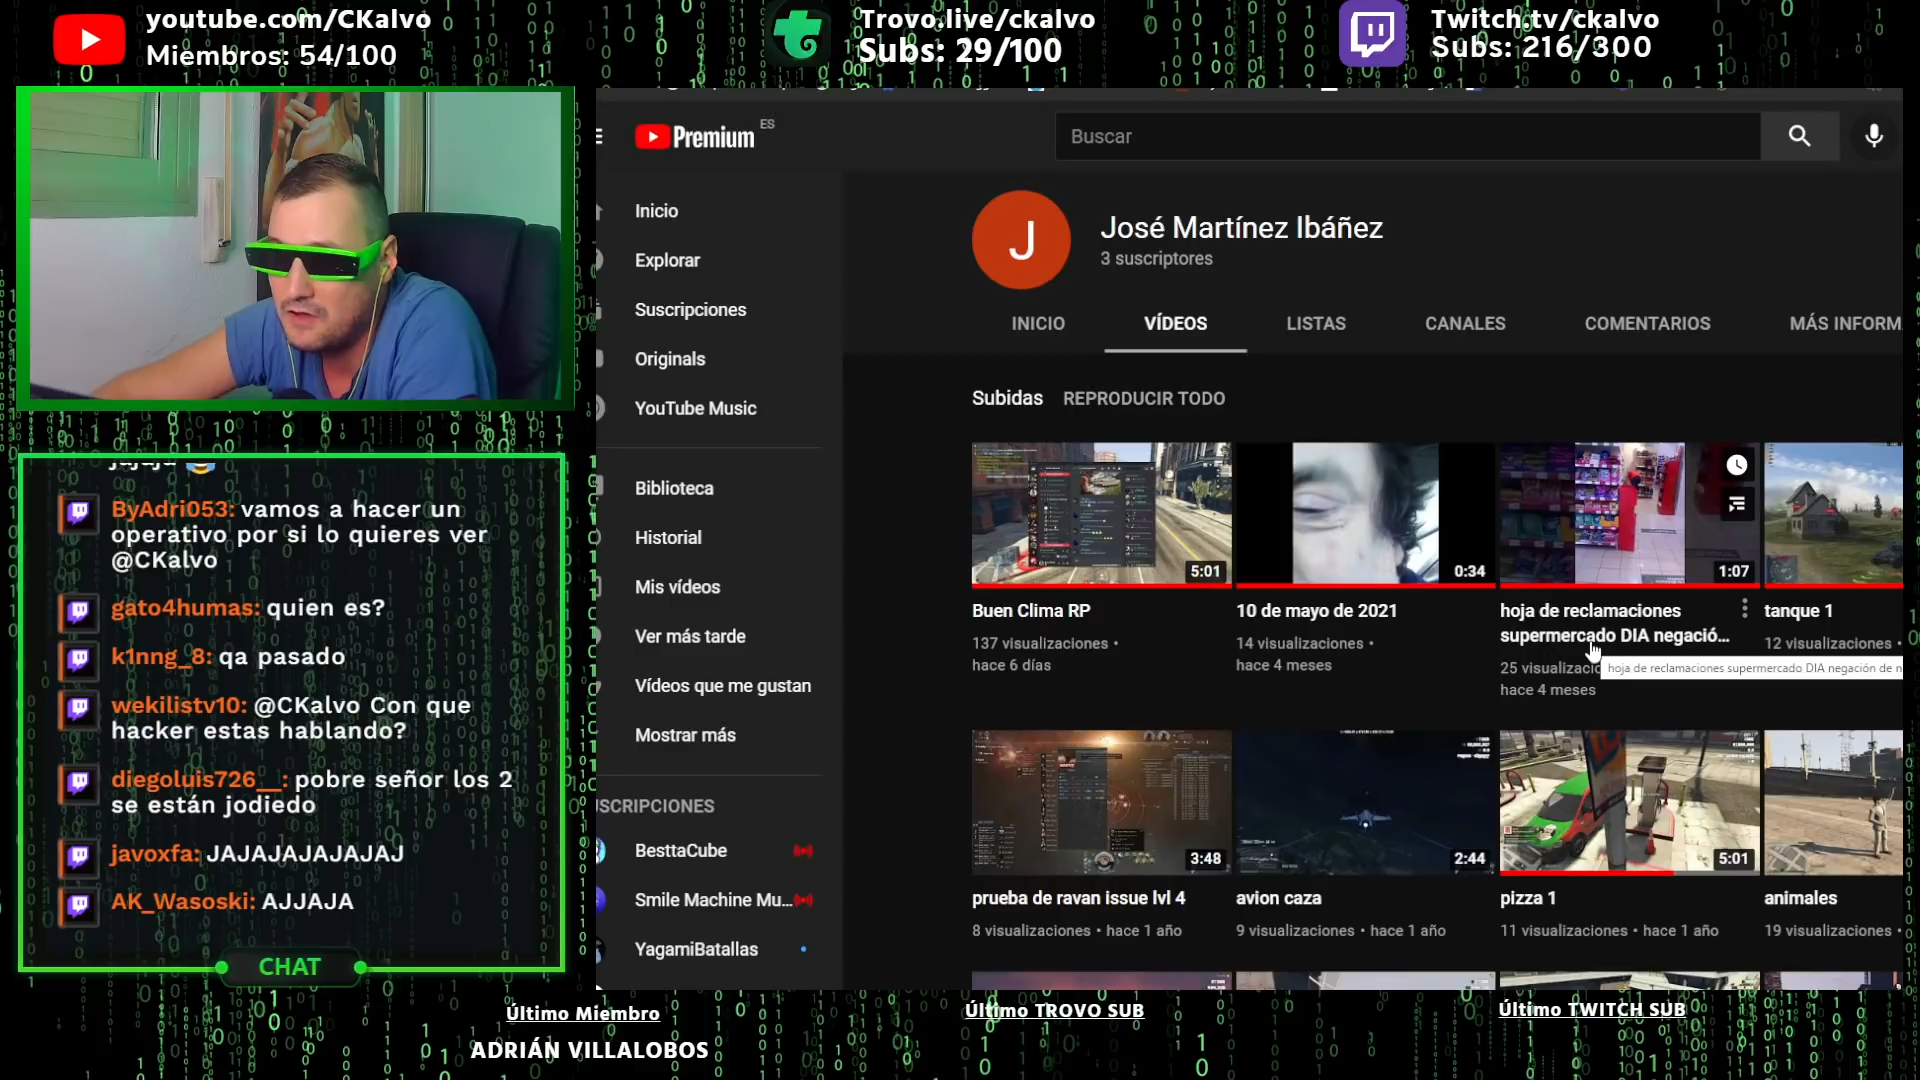 youtube.com/CKalvo
Miembros: 54/100
Trovo.live/ckalvo
Subs: 29/100
Twitch.tv/ckalvo
Subs: 216/300
Premium ES
Buscar
Inicio
Explorar
Suscripciones
Originals
YouTube Music
Biblioteca
Historial
Mis vídeos
Ver más tarde
Vídeos que me gustan
Mostrar más
USCRIPCIONES
BesttaCube
Smile Machine Mu...
YagamiBatallas
J
José Martínez Ibáñez
3 suscriptores
INICIO
VÍDEOS
LISTAS
CANALES
COMENTARIOS
MÁS INFORM
Subidas
REPRODUCIR TODO
5:01
Buen Clima RP
137 visualizaciones •
hace 6 días
0:34
10 de mayo de 2021
14 visualizaciones •
hace 4 meses
1:07
hoja de reclamaciones
supermercado DIA negació...
25 visualizacio
hace 4 meses
hoja de reclamaciones supermercado DIA negación de n
tanque 1
12 visualizaciones •
hace 4 meses
3:48
prueba de ravan issue lvl 4
8 visualizaciones • hace 1 año
2:44
avion caza
9 visualizaciones • hace 1 año
5:01
pizza 1
11 visualizaciones • hace 1 año
animales
19 visualizaciones •
jajaja
ByAdri053: vamos a hacer un
operativo por si lo quieres ver
@CKalvo
gato4humas: quien es?
k1nng_8: qa pasado
wekilistv10: @CKalvo Con que
hacker estas hablando?
diegoluis726__: pobre señor los 2
se están jodiedo
javoxfa: JAJAJAJAJAJAJ
AK_Wasoski: AJJAJA
CHAT
Último Miembro
ADRIÁN VILLALOBOS
Último TROVO SUB
Último TWITCH SUB